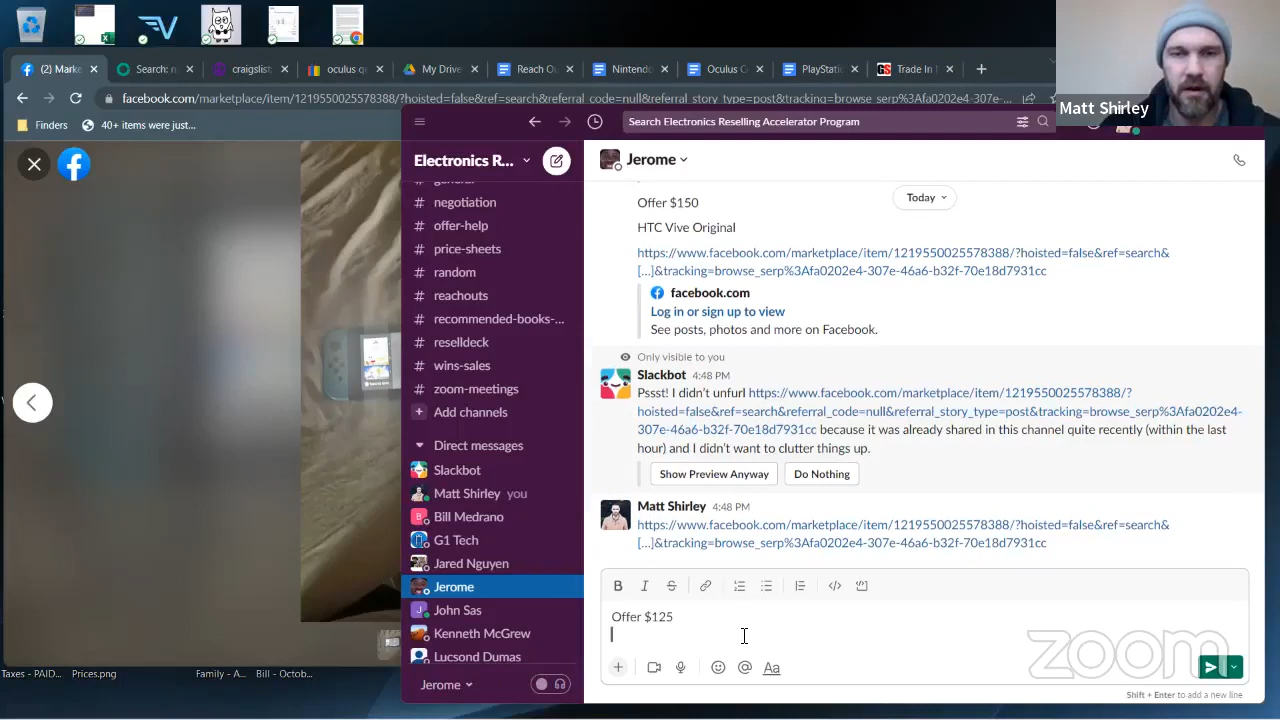 (2) Marke
Search: n
craigslist
oculus q
My Drive
Reach Ou
Nintendo
Oculus G
PlayStatic
Trade In
Matt Shirley
facebook.com/marketplace/item/1219550025578388/?hoisted=false&ref=search&referral_code=null&referral_story_type=post&tracking=browse_serp%3Afa0202e4-307e-46a6-b32f-70e18d7931cc...
Finders
40+ items were just...
Search Electronics Reselling Accelerator Program
Electronics R...
# general
# negotiation
# offer-help
# price-sheets
# random
# reachouts
# recommended-books-...
# reselldeck
# wins-sales
# zoom-meetings
+ Add channels
Direct messages
Slackbot
Matt Shirley you
Bill Medrano
G1 Tech
Jared Nguyen
Jerome
John Sas
Kenneth McGrew
Lucsond Dumas
Jerome
Jerome
Today
Offer $150
HTC Vive Original
https://www.facebook.com/marketplace/item/1219550025578388/?hoisted=false&ref=search&
[…]&tracking=browse_serp%3Afa0202e4-307e-46a6-b32f-70e18d7931cc
facebook.com
Log in or sign up to view
See posts, photos and more on Facebook.
Only visible to you
Slackbot 4:48 PM
Pssst! I didn't unfurl https://www.facebook.com/marketplace/item/1219550025578388/?
hoisted=false&ref=search&referral_code=null&referral_story_type=post&tracking=browse_serp%3Afa0202e4-
307e-46a6-b32f-70e18d7931cc because it was already shared in this channel quite recently (within the last
hour) and I didn't want to clutter things up.
Show Preview Anyway
Do Nothing
Matt Shirley 4:48 PM
https://www.facebook.com/marketplace/item/1219550025578388/?hoisted=false&ref=search&
[…]&tracking=browse_serp%3Afa0202e4-307e-46a6-b32f-70e18d7931cc
Offer $125
Shift + Enter to add a new line
zoom
Taxes - PAID...
Prices.png
Family - A...
Bill - Octob...